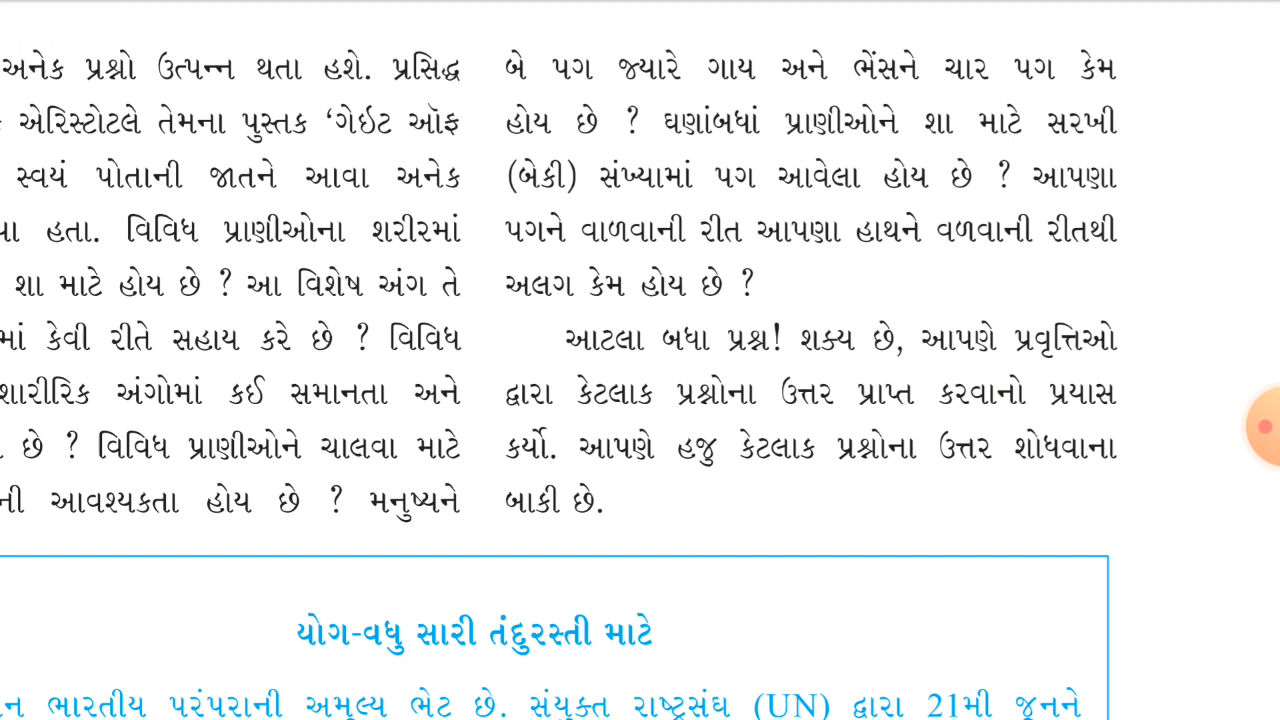 અનેક પ્રશ્નો ઉત્પન્ન થતા હશે. પ્રસિદ્ધ
એરિસ્ટોટલે તેમના પુસ્તક ‘ગેઇટ ઑફ
સ્વયં પોતાની જાતને આવા અનેક
હતા. વિવિધ પ્રાણીઓના શરીરમાં
શા માટે હોય છે ? આ વિશેષ અંગ તે
કેવી રીતે સહાય કરે છે ? વિવિધ
શારીરિક અંગોમાં કઈ સમાનતા અને
છે ? વિવિધ પ્રાણીઓને ચાલવા માટે
આવશ્યકતા હોય છે ? મનુષ્યને
બે પગ જ્યારે ગાય અને ભેંસને ચાર પગ કેમ
હોય છે ? ઘણાંબધાં પ્રાણીઓને શા માટે સરખી
(બેકી) સંખ્યામાં પગ આવેલા હોય છે ? આપણા
પગને વાળવાની રીત આપણા હાથને વળવાની રીતથી
અલગ કેમ હોય છે ?
આટલા બધા પ્રશ્ન! શક્ય છે, આપણે પ્રવૃત્તિઓ
દ્વારા કેટલાક પ્રશ્નોના ઉત્તર પ્રાપ્ત કરવાનો પ્રયાસ
કર્યો. આપણે હજુ કેટલાક પ્રશ્નોના ઉત્તર શોધવાના
બાકી છે.
યોગ-વધુ સારી તંદુરસ્તી માટે
ભારતીય પરંપરાની અમૂલ્ય ભેટ છે. સંયુક્ત રાષ્ટ્રસંઘ (UN) દ્વારા 21મી જૂનને